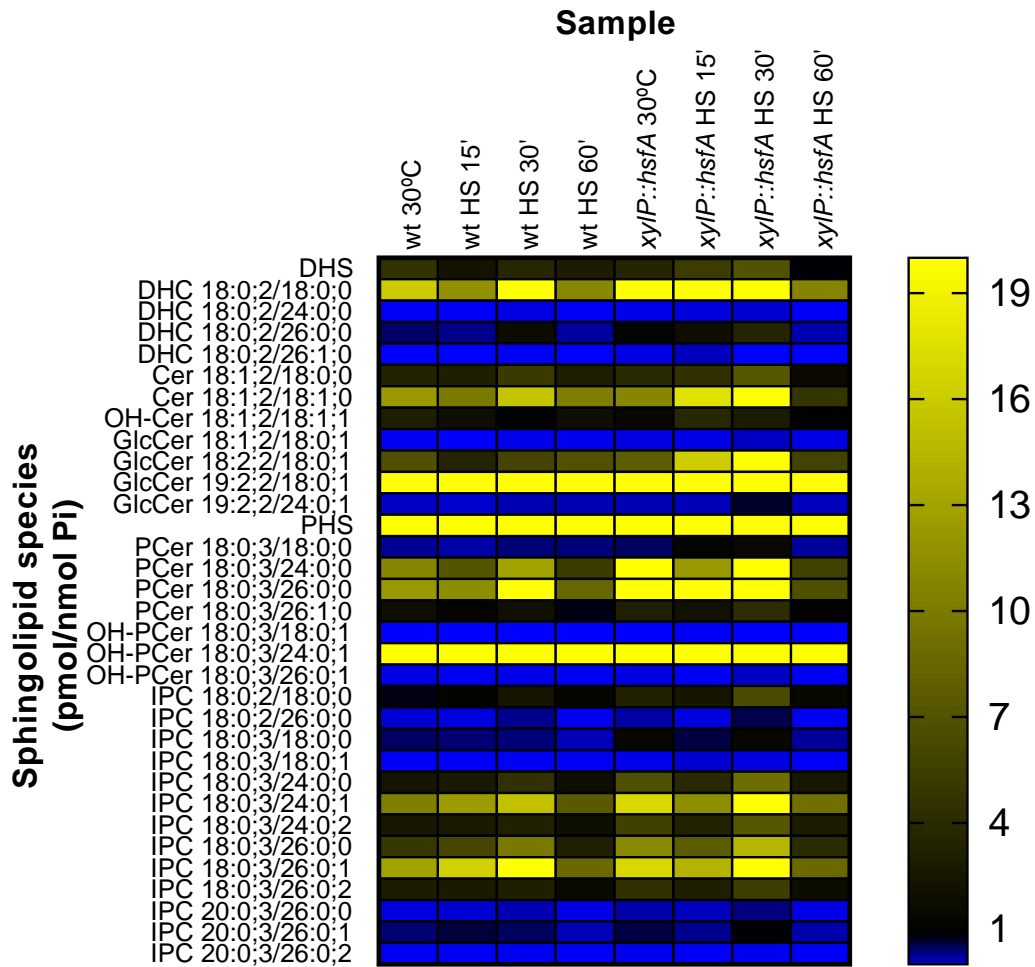 Sample
wt 30ºC
wt HS 15'
wt HS 30'
wt HS 60'
xylP::hsfA 30ºC
xylP::hsfA HS 15'
xylP::hsfA HS 30'
xylP::hsfA HS 60'
Sphingolipid species
(pmol/nmol Pi)
DHS
DHC 18:0;2/18:0;0
DHC 18:0;2/24:0;0
DHC 18:0;2/26:0;0
DHC 18:0;2/26:1;0
Cer 18:1;2/18:0;0
Cer 18:1;2/18:1;0
OH-Cer 18:1;2/18:1;1
GlcCer 18:1;2/18:0;1
GlcCer 18:2;2/18:0;1
GlcCer 19:2;2/18:0;1
GlcCer 19:2;2/24:0;1
PHS
PCer 18:0;3/18:0;0
PCer 18:0;3/24:0;0
PCer 18:0;3/26:0;0
PCer 18:0;3/26:1;0
OH-PCer 18:0;3/18:0;1
OH-PCer 18:0;3/24:0;1
OH-PCer 18:0;3/26:0;1
IPC 18:0;2/18:0;0
IPC 18:0;2/26:0;0
IPC 18:0;3/18:0;0
IPC 18:0;3/18:0;1
IPC 18:0;3/24:0;0
IPC 18:0;3/24:0;1
IPC 18:0;3/24:0;2
IPC 18:0;3/26:0;0
IPC 18:0;3/26:0;1
IPC 18:0;3/26:0;2
IPC 20:0;3/26:0;0
IPC 20:0;3/26:0;1
IPC 20:0;3/26:0;2
19
16
13
10
7
4
1